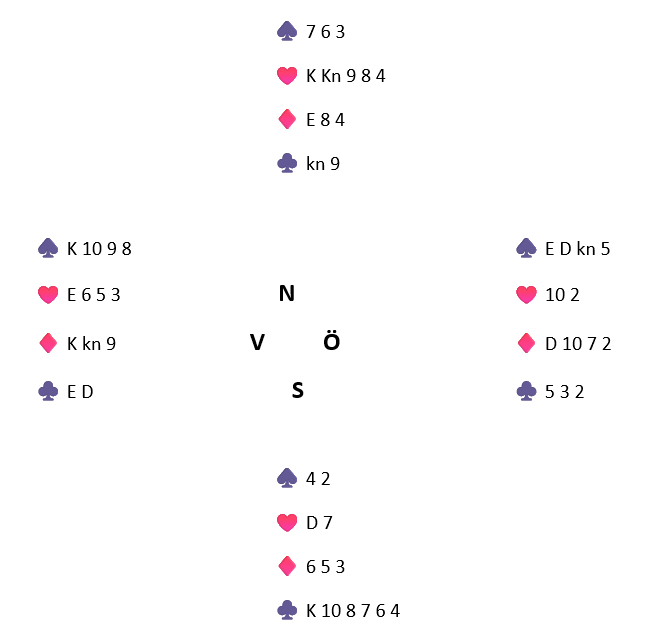 ♠ 7 6 3
♥ K Kn 9 8 4
♦ E 8 4
♣ kn 9
♠ K 10 9 8
♥ E 6 5 3
♦ K kn 9
♣ E D
N
V Ö
S
♠ E D kn 5
♥ 10 2
♦ D 10 7 2
♣ 5 3 2
♠ 4 2
♥ D 7
♦ 6 5 3
♣ K 10 8 7 6 4